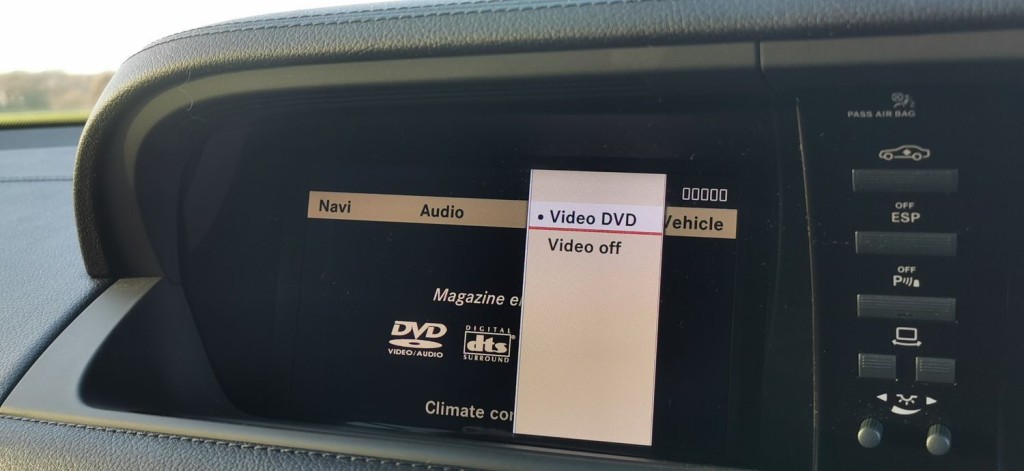 PASS AIR BAG
▯▯▯▯▯
Navi Audio Vehicle
• Video DVD
Video off
OFF
ESP
OFF
P
Magazine e
DVD
VIDEO/AUDIO
DIGITAL
dts
SURROUND
Climate con